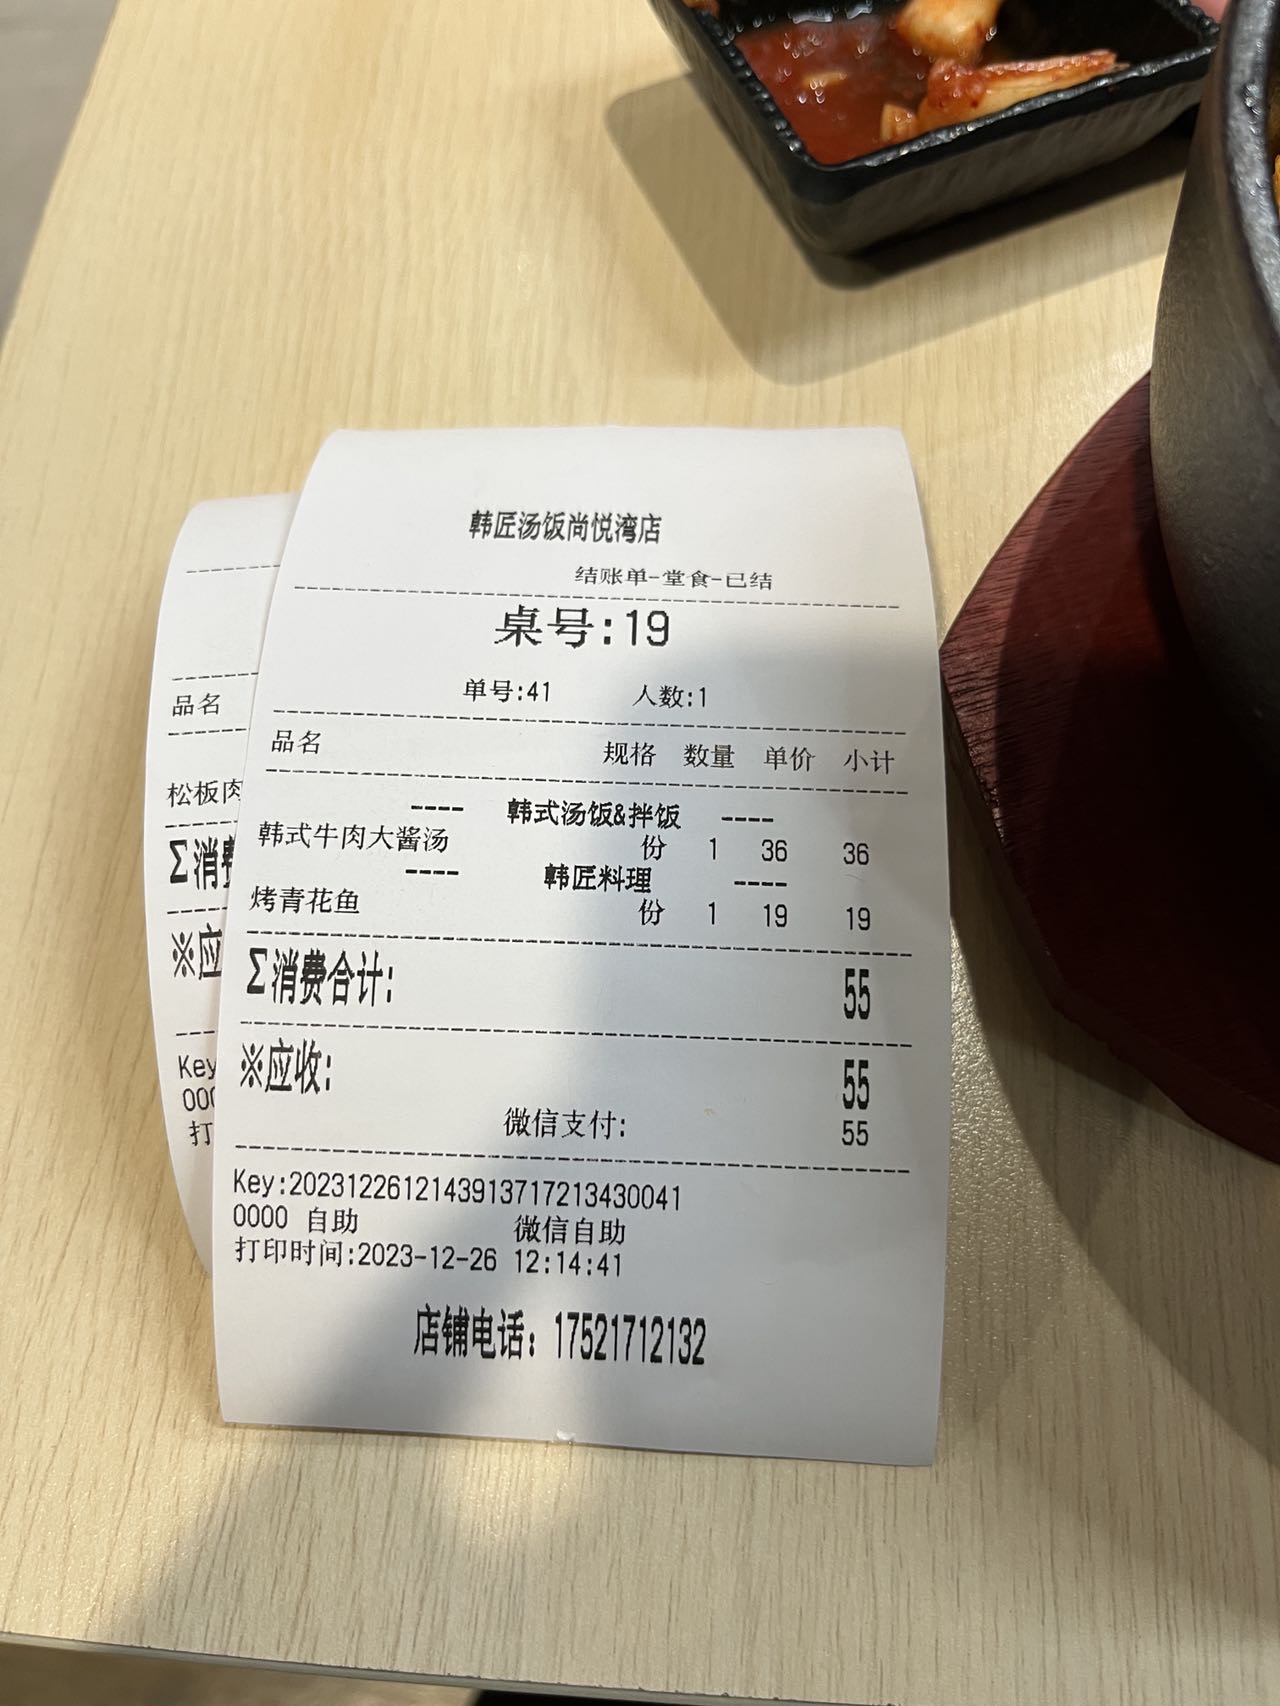 韩匠汤饭尚悦湾店
结账单-堂食-已结
桌号:19
单号:41 人数:1
品名 规格 数量 单价 小计
---- 韩式汤饭&拌饭 ----
韩式牛肉大酱汤 份 1 36 36
---- 韩匠料理 ----
烤青花鱼 份 1 19 19
Σ消费合计: 55
※应收: 55
微信支付: 55
Key:20231226121439137172134​30041
0000 自助 微信自助
打印时间:2023-12-26 12:14:41
店铺电话：17521712132
品名
松板肉
Σ消费
※应
Key
000
打